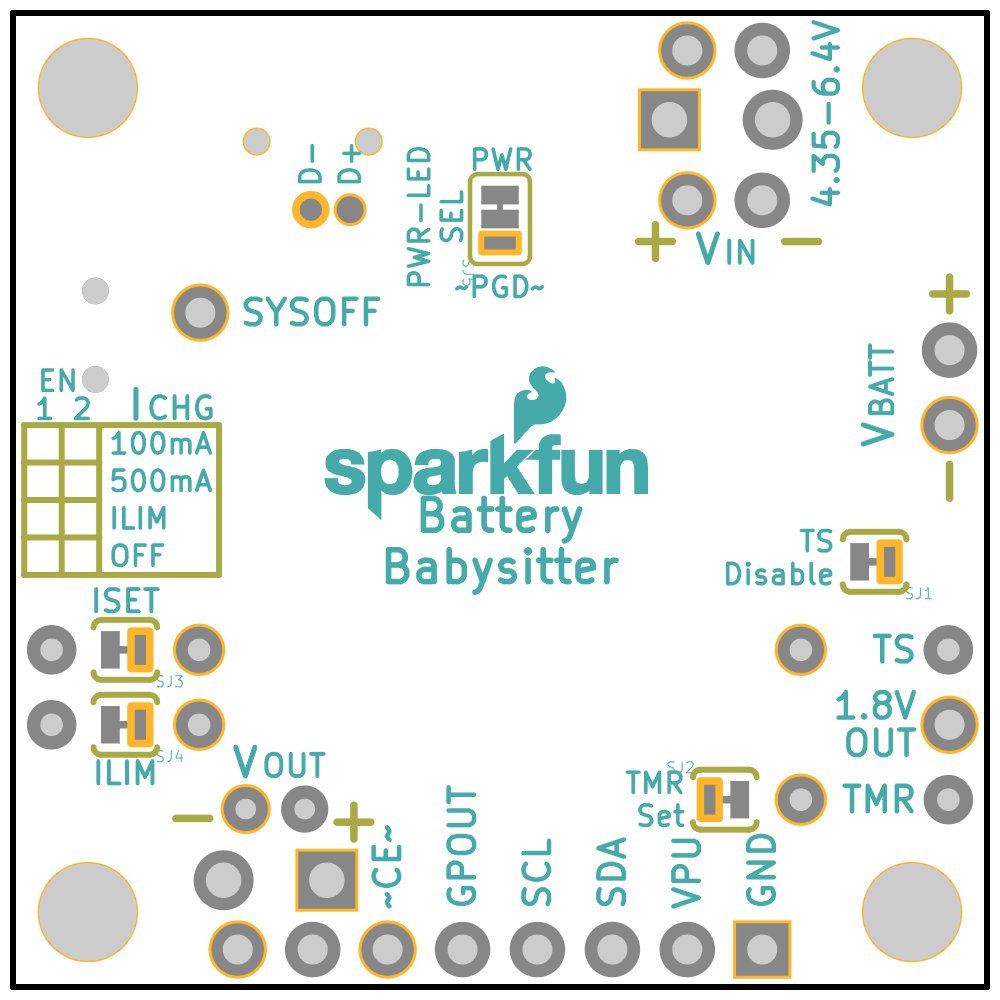 4.35-6.4V
D-
D+
PWR-LED
SEL
PWR
~PGD~
+
VIN
-
SYSOFF
+
VBATT
-
EN
1 2
ICHG
100mA
500mA
ILIM
OFF
sparkfun
Battery
Babysitter
TS
Disable
SJ1
ISET
SJ3
SJ4
ILIM
TS
1.8V
OUT
TMR
SJ2
TMR
Set
VOUT
-
+
~CE~
GPOUT
SCL
SDA
VPU
GND